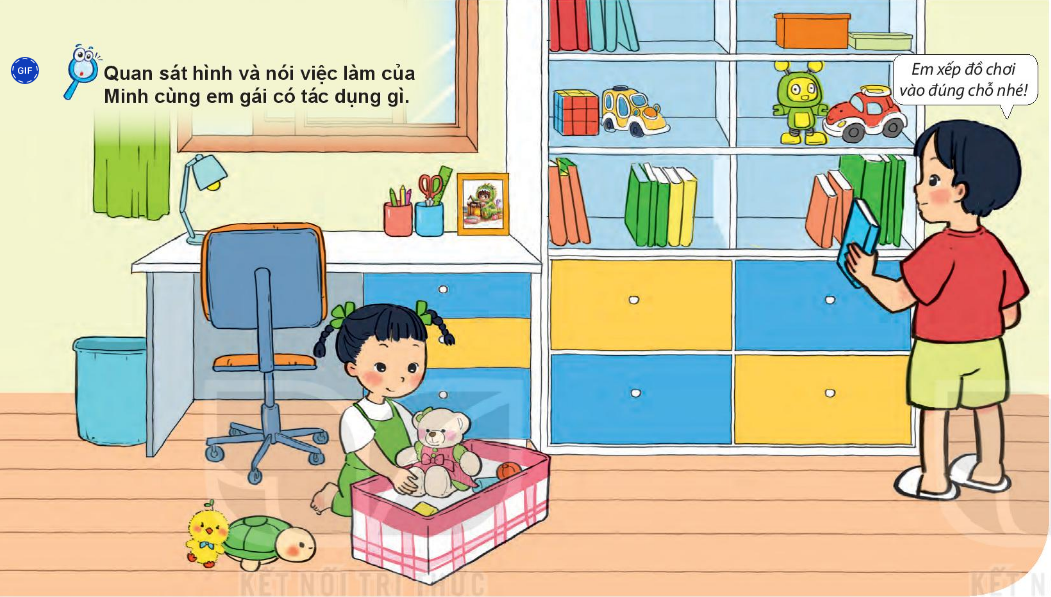 GIF
Quan sát hình và nói việc làm của
Minh cùng em gái có tác dụng gì.
Em xếp đồ chơi
vào đúng chỗ nhé!
KẾT NỐI TRI THỨC
KẾT N